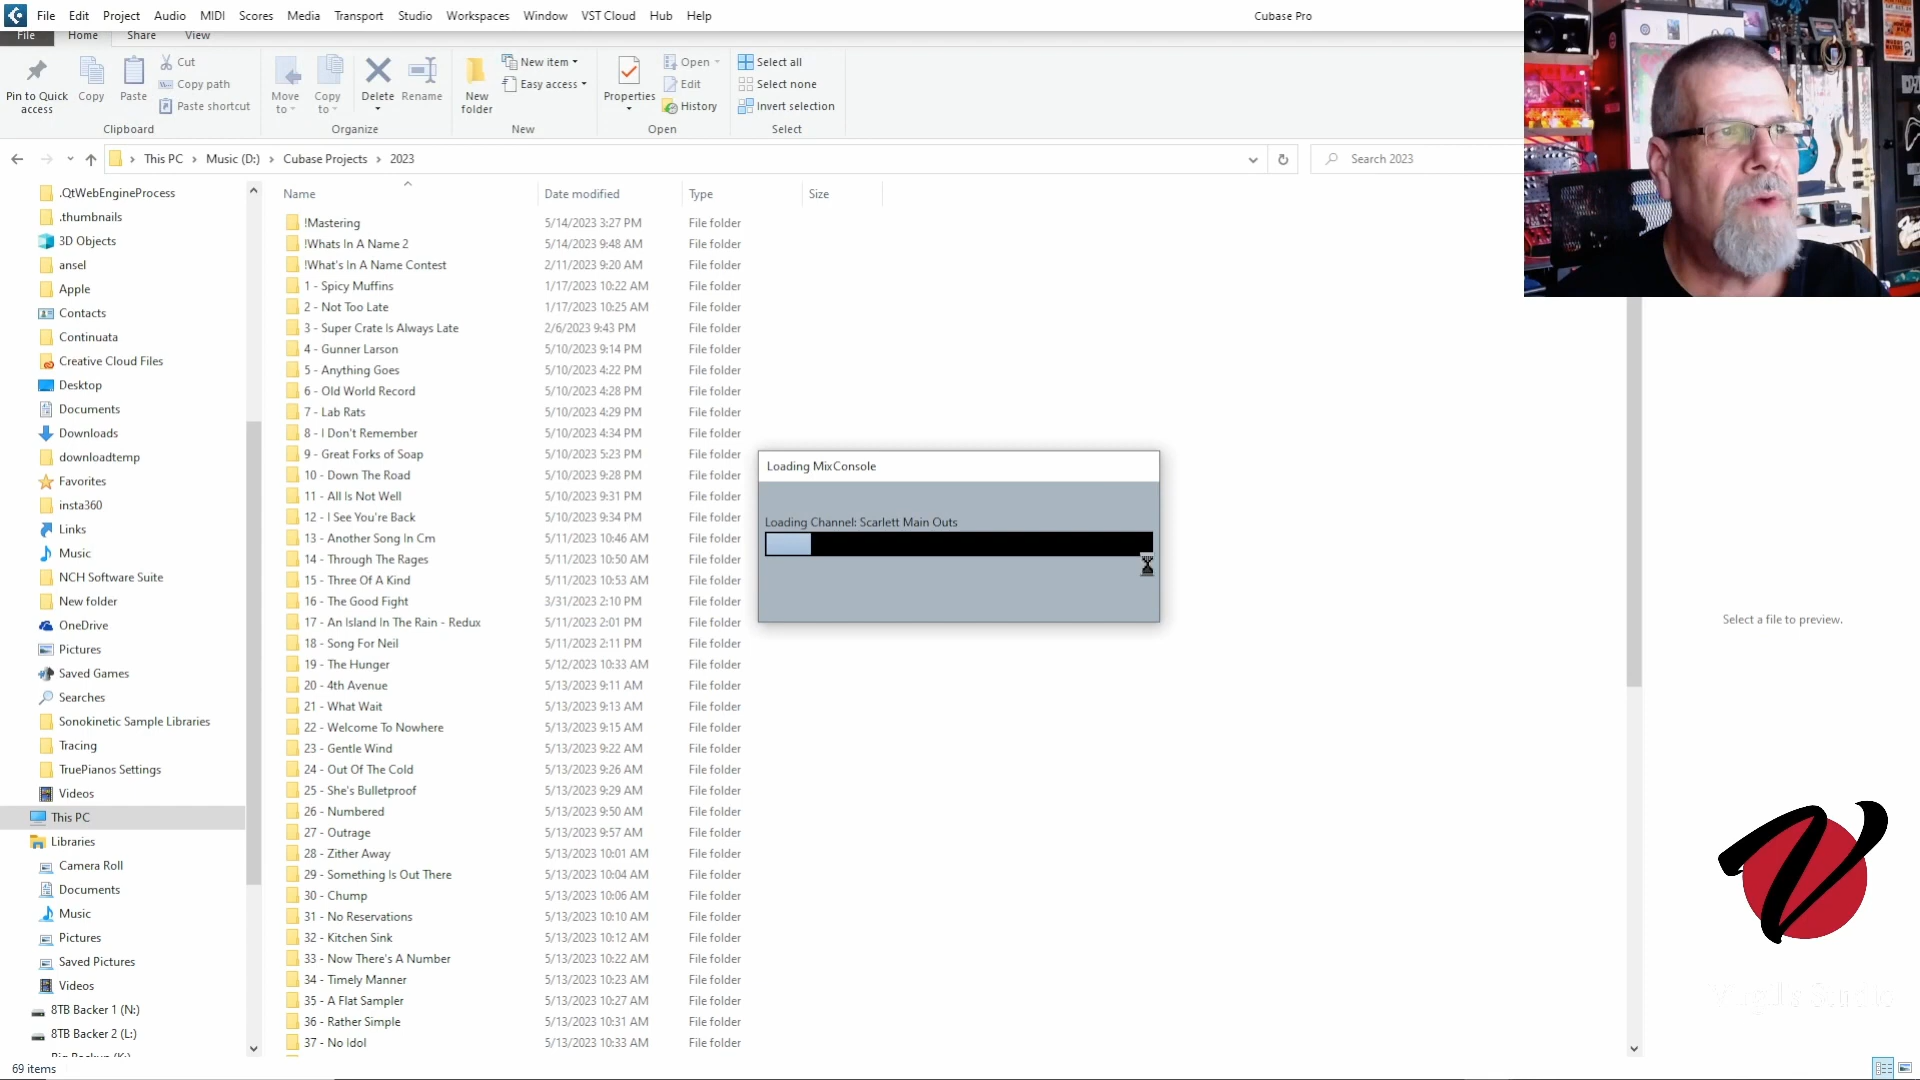 File Edit Project Audio MIDI Scores Media Transport Studio Workspaces Window VST Cloud Hub Help
Cubase Pro
File Home Share View
Pin to Quick access
Copy
Paste
Cut
Copy path
Paste shortcut
Clipboard
Move to
Copy to
Delete
Rename
Organize
New folder
New item
Easy access
New
Properties
Open
Edit
History
Open
Select all
Select none
Invert selection
Select
This PC > Music (D:) > Cubase Projects > 2023
Search 2023
.QtWebEngineProcess
.thumbnails
3D Objects
ansel
Apple
Contacts
Continuata
Creative Cloud Files
Desktop
Documents
Downloads
downloadtemp
Favorites
insta360
Links
Music
NCH Software Suite
New folder
OneDrive
Pictures
Saved Games
Searches
Sonokinetic Sample Libraries
Tracing
TruePianos Settings
Videos
This PC
Libraries
Camera Roll
Documents
Music
Pictures
Saved Pictures
Videos
8TB Backer 1 (N:)
8TB Backer 2 (L:)
Name Date modified Type Size
!Mastering 5/14/2023 3:27 PM File folder
!Whats In A Name 2 5/14/2023 9:48 AM File folder
!What's In A Name Contest 2/11/2023 9:20 AM File folder
1 - Spicy Muffins 1/17/2023 10:22 AM File folder
2 - Not Too Late 1/17/2023 10:25 AM File folder
3 - Super Crate Is Always Late 2/6/2023 9:43 PM File folder
4 - Gunner Larson 5/10/2023 9:14 PM File folder
5 - Anything Goes 5/10/2023 4:22 PM File folder
6 - Old World Record 5/10/2023 4:28 PM File folder
7 - Lab Rats 5/10/2023 4:29 PM File folder
8 - I Don't Remember 5/10/2023 4:34 PM File folder
9 - Great Forks of Soap 5/10/2023 5:23 PM File folder
10 - Down The Road 5/10/2023 9:28 PM File folder
11 - All Is Not Well 5/10/2023 9:31 PM File folder
12 - I See You're Back 5/10/2023 9:34 PM File folder
13 - Another Song In Cm 5/11/2023 10:46 AM File folder
14 - Through The Rages 5/11/2023 10:50 AM File folder
15 - Three Of A Kind 5/11/2023 10:53 AM File folder
16 - The Good Fight 3/31/2023 2:10 PM File folder
17 - An Island In The Rain - Redux 5/11/2023 2:01 PM File folder
18 - Song For Neil 5/11/2023 2:11 PM File folder
19 - The Hunger 5/12/2023 10:33 AM File folder
20 - 4th Avenue 5/13/2023 9:11 AM File folder
21 - What Wait 5/13/2023 9:13 AM File folder
22 - Welcome To Nowhere 5/13/2023 9:15 AM File folder
23 - Gentle Wind 5/13/2023 9:22 AM File folder
24 - Out Of The Cold 5/13/2023 9:26 AM File folder
25 - She's Bulletproof 5/13/2023 9:29 AM File folder
26 - Numbered 5/13/2023 9:50 AM File folder
27 - Outrage 5/13/2023 9:57 AM File folder
28 - Zither Away 5/13/2023 10:01 AM File folder
29 - Something Is Out There 5/13/2023 10:04 AM File folder
30 - Chump 5/13/2023 10:06 AM File folder
31 - No Reservations 5/13/2023 10:10 AM File folder
32 - Kitchen Sink 5/13/2023 10:12 AM File folder
33 - Now There's A Number 5/13/2023 10:22 AM File folder
34 - Timely Manner 5/13/2023 10:23 AM File folder
35 - A Flat Sampler 5/13/2023 10:27 AM File folder
36 - Rather Simple 5/13/2023 10:31 AM File folder
37 - No Idol 5/13/2023 10:33 AM File folder
Loading MixConsole
Loading Channel: Scarlett Main Outs
Select a file to preview.
69 items